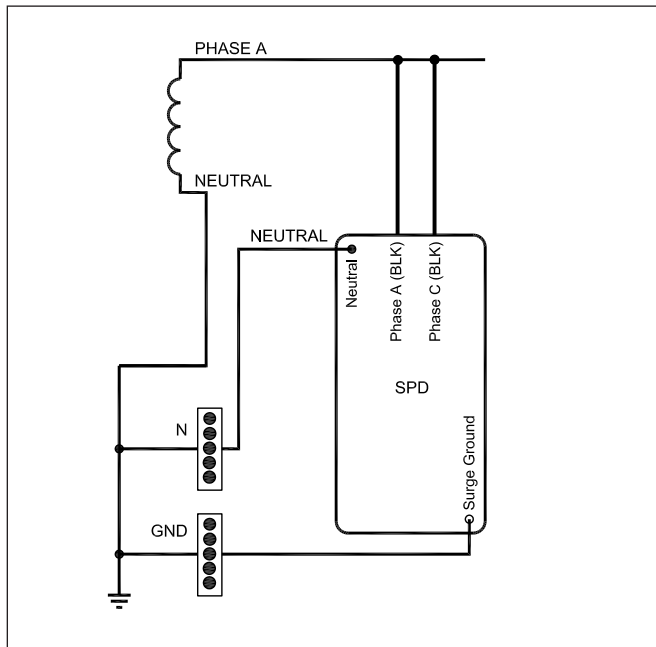 PHASE A
NEUTRAL
NEUTRAL
Neutral
Phase A (BLK)
Phase C (BLK)
SPD
N
Surge Ground
GND